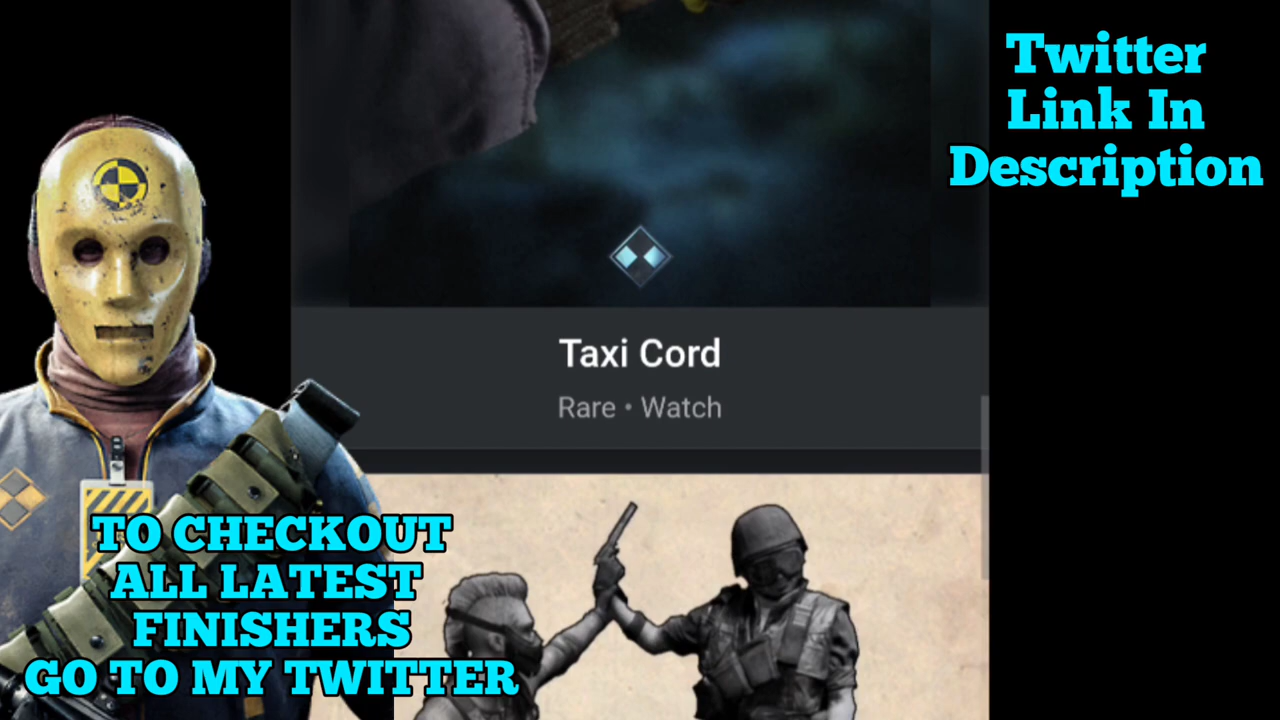 Twitter
Link In
Description
Taxi Cord
Rare • Watch
TO CHECKOUT
ALL LATEST
FINISHERS
GO TO MY TWITTER